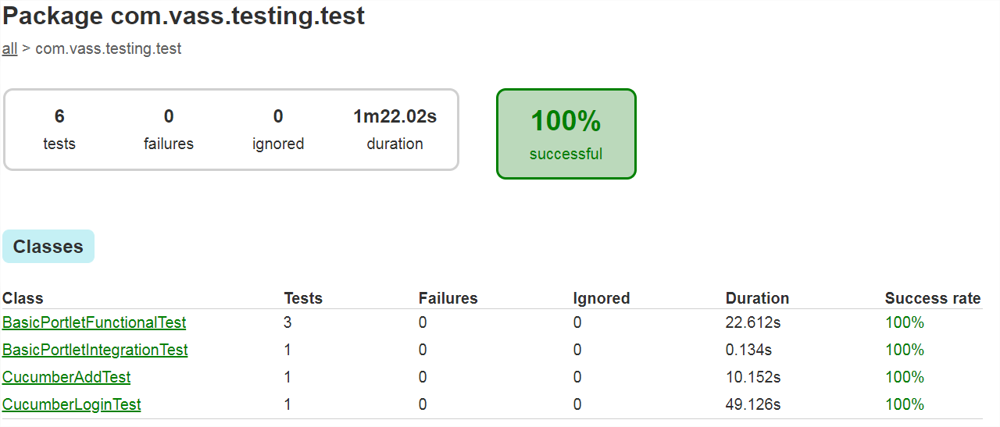 Package com.vass.testing.test
all > com.vass.testing.test
6 0 0 1m22.02s
tests failures ignored duration
100%
successful
Classes
Class Tests Failures Ignored Duration Success rate
BasicPortletFunctionalTest 3 0 0 22.612s 100%
BasicPortletIntegrationTest 1 0 0 0.134s 100%
CucumberAddTest 1 0 0 10.152s 100%
CucumberLoginTest 1 0 0 49.126s 100%